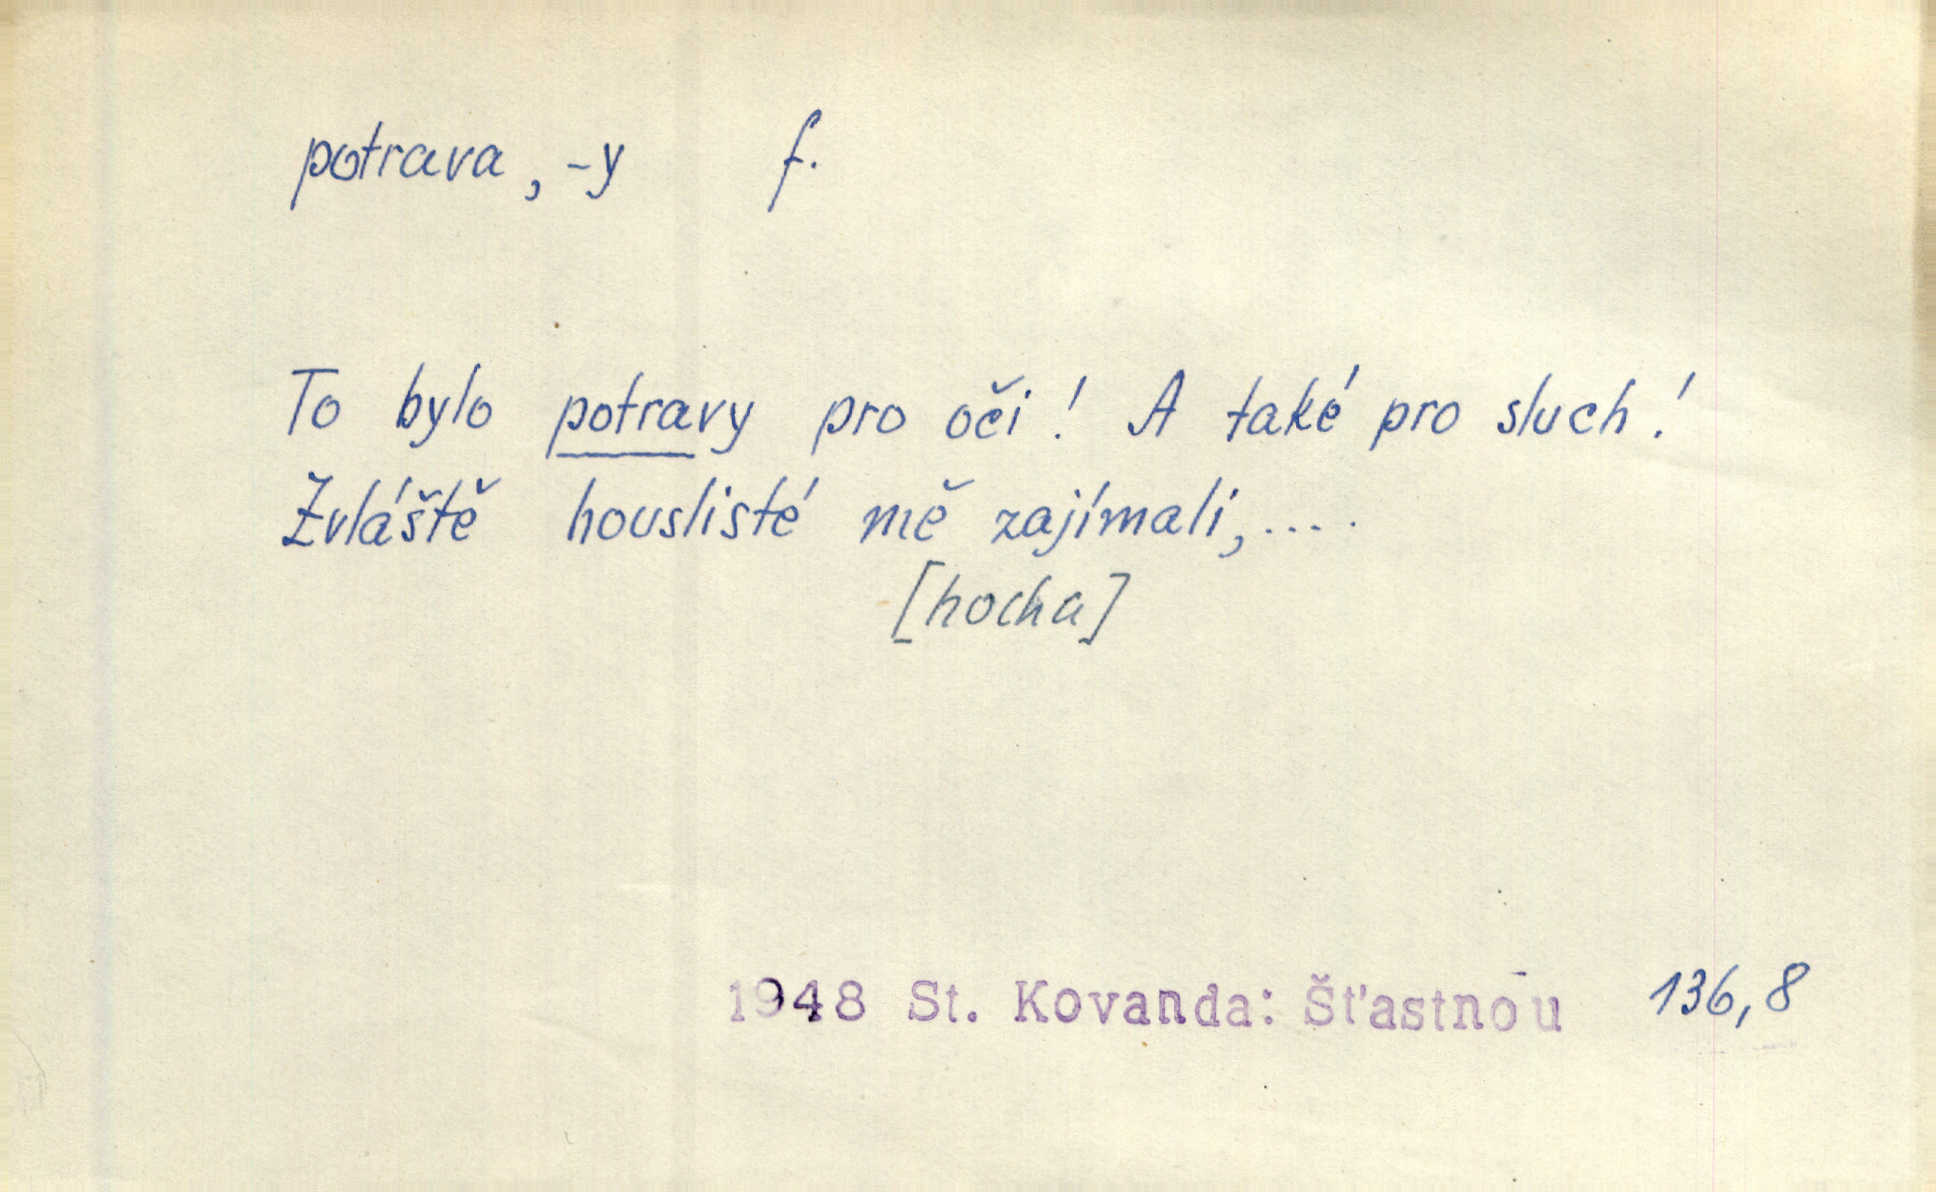 potrava, -y f.
To bylo potravy pro oči! A také pro sluch!
Zvláště houslisté mě zajímali,....
[hocha]
1948 St. Kovanda: Šťastnou 136,8